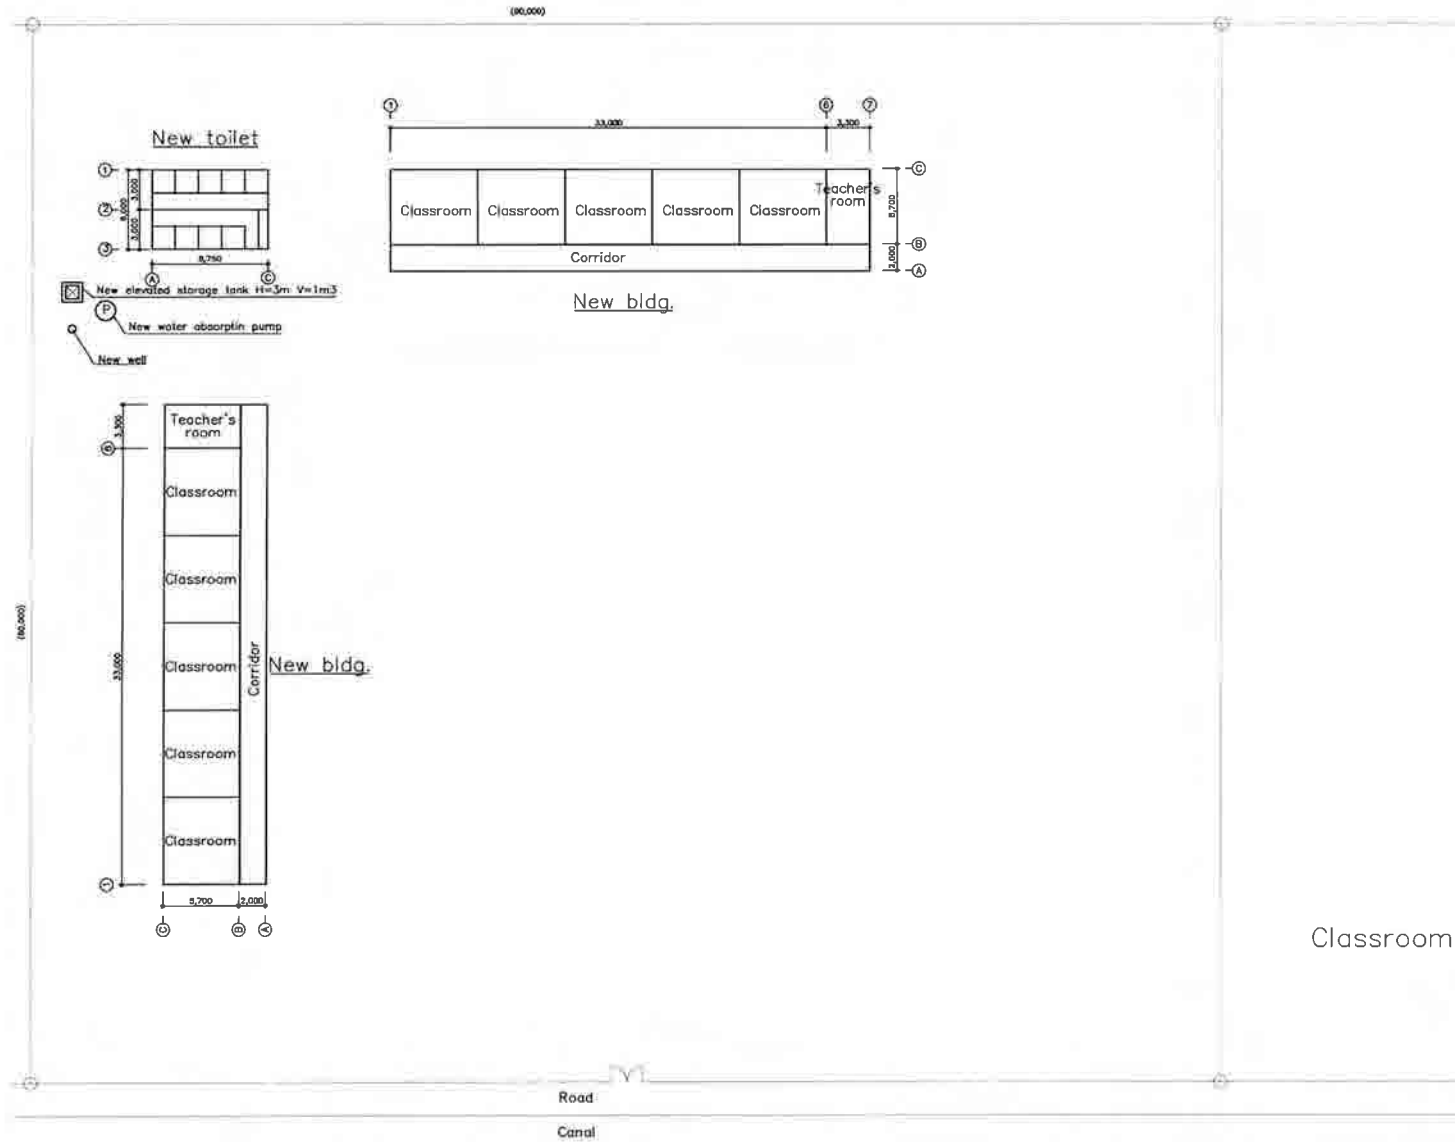 (90,000)
1
6
7
33,000
3,300
New toilet
1
2
3
3,000
6,000
3,000
8,750
A
C
C
B
A
5,700
2,000
Classroom
Classroom
Classroom
Classroom
Classroom
Teacher's
room
Corridor
New bldg.
New elevated storage tank H=3m V=1m3
P
New water absorptin pump
New well
Teacher's
room
3,300
6
Classroom
Classroom
Classroom
Classroom
Classroom
Corridor
New bldg.
33,000
(80,000)
1
5,700
2,000
C
B
A
Classroom
Road
Canal